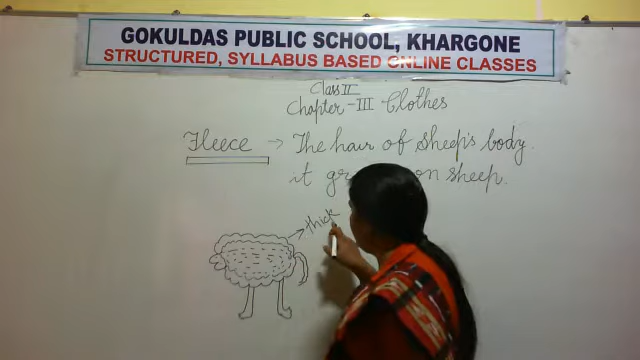 GOKULDAS PUBLIC SCHOOL, KHARGONE
STRUCTURED, SYLLABUS BASED ONLINE CLASSES
Class II
Chapter - III Clothes
Fleece → The hair of sheep's body.
it on sheep.
thick